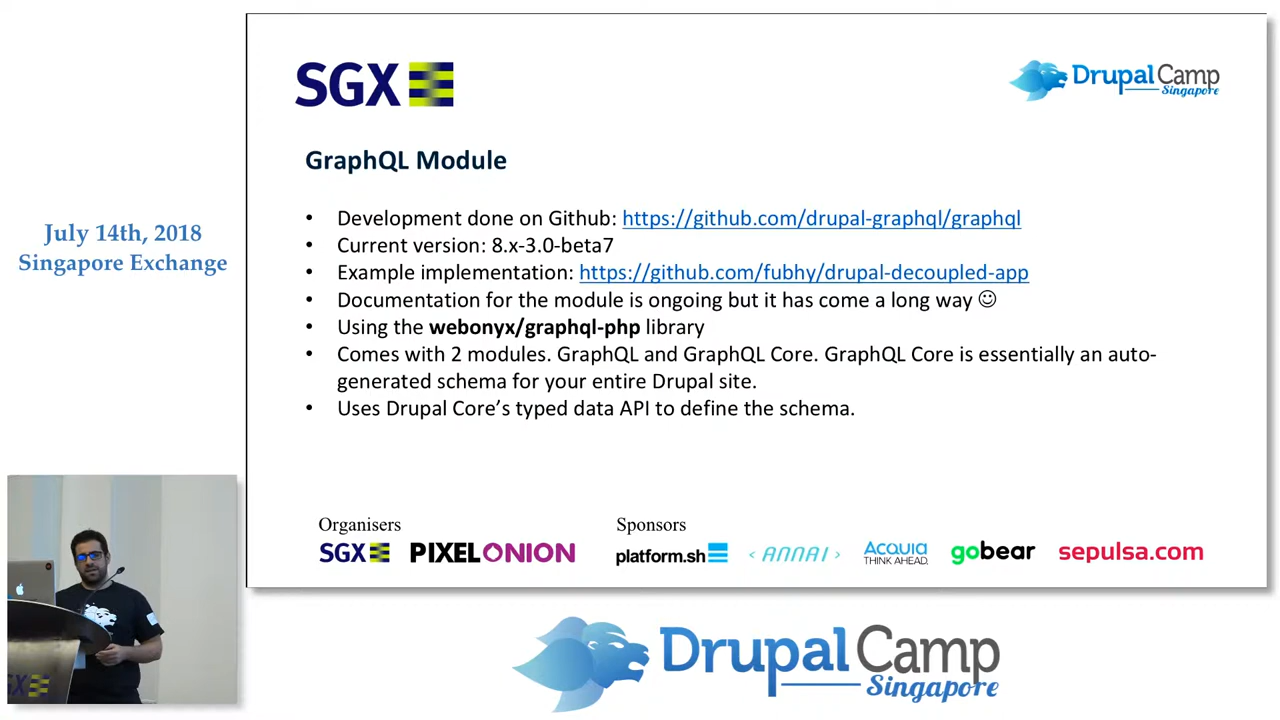 SGX
DrupalCamp
Singapore
GraphQL Module
• Development done on Github: https://github.com/drupal-graphql/graphql
• Current version: 8.x-3.0-beta7
• Example implementation: https://github.com/fubhy/drupal-decoupled-app
• Documentation for the module is ongoing but it has come a long way ☺
• Using the webonyx/graphql-php library
• Comes with 2 modules. GraphQL and GraphQL Core. GraphQL Core is essentially an auto-
generated schema for your entire Drupal site.
• Uses Drupal Core’s typed data API to define the schema.
July 14th, 2018
Singapore Exchange
Organisers
SGX PIXELONION
Sponsors
platform.sh <ANNAI> ACQUIA gobear sepulsa.com
THINK AHEAD.
SGX
DrupalCamp
Singapore